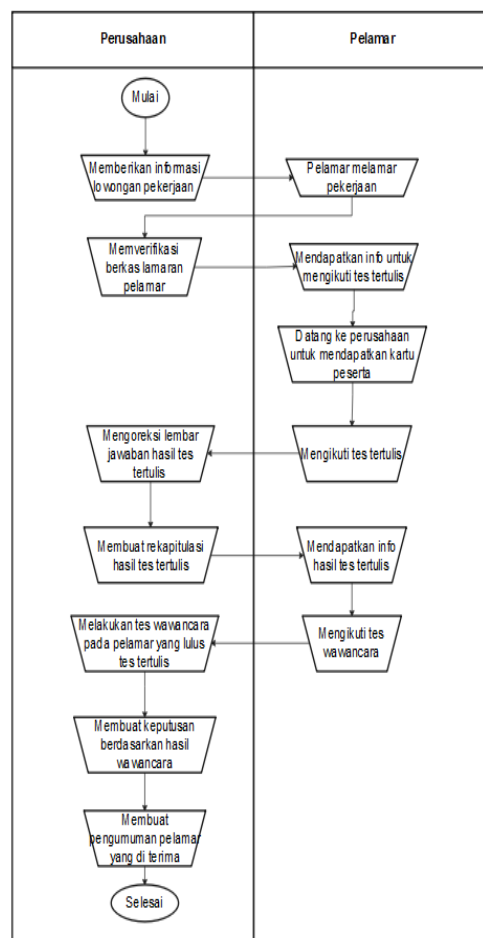 Perusahaan
Pelamar
Mulai
Memberikan informasi
lowongan pekerjaan
Pelamar melamar
pekerjaan
Memverifikasi
berkas lamaran
pelamar
Mendapatkan info untuk
mengikuti tes tertulis
Datang ke perusahaan
untuk mendapatkan kartu
peserta
Mengikuti tes tertulis
Mengoreksi lembar
jawaban hasil tes
tertulis
Membuat rekapitulasi
hasil tes tertulis
Mendapatkan info
hasil tes tertulis
Mengikuti tes
wawancara
Melakukan tes wawancara
pada pelamar yang lulus
tes tertulis
Membuat keputusan
berdasarkan hasil
wawancara
Membuat
pengumuman pelamar
yang di terima
Selesai